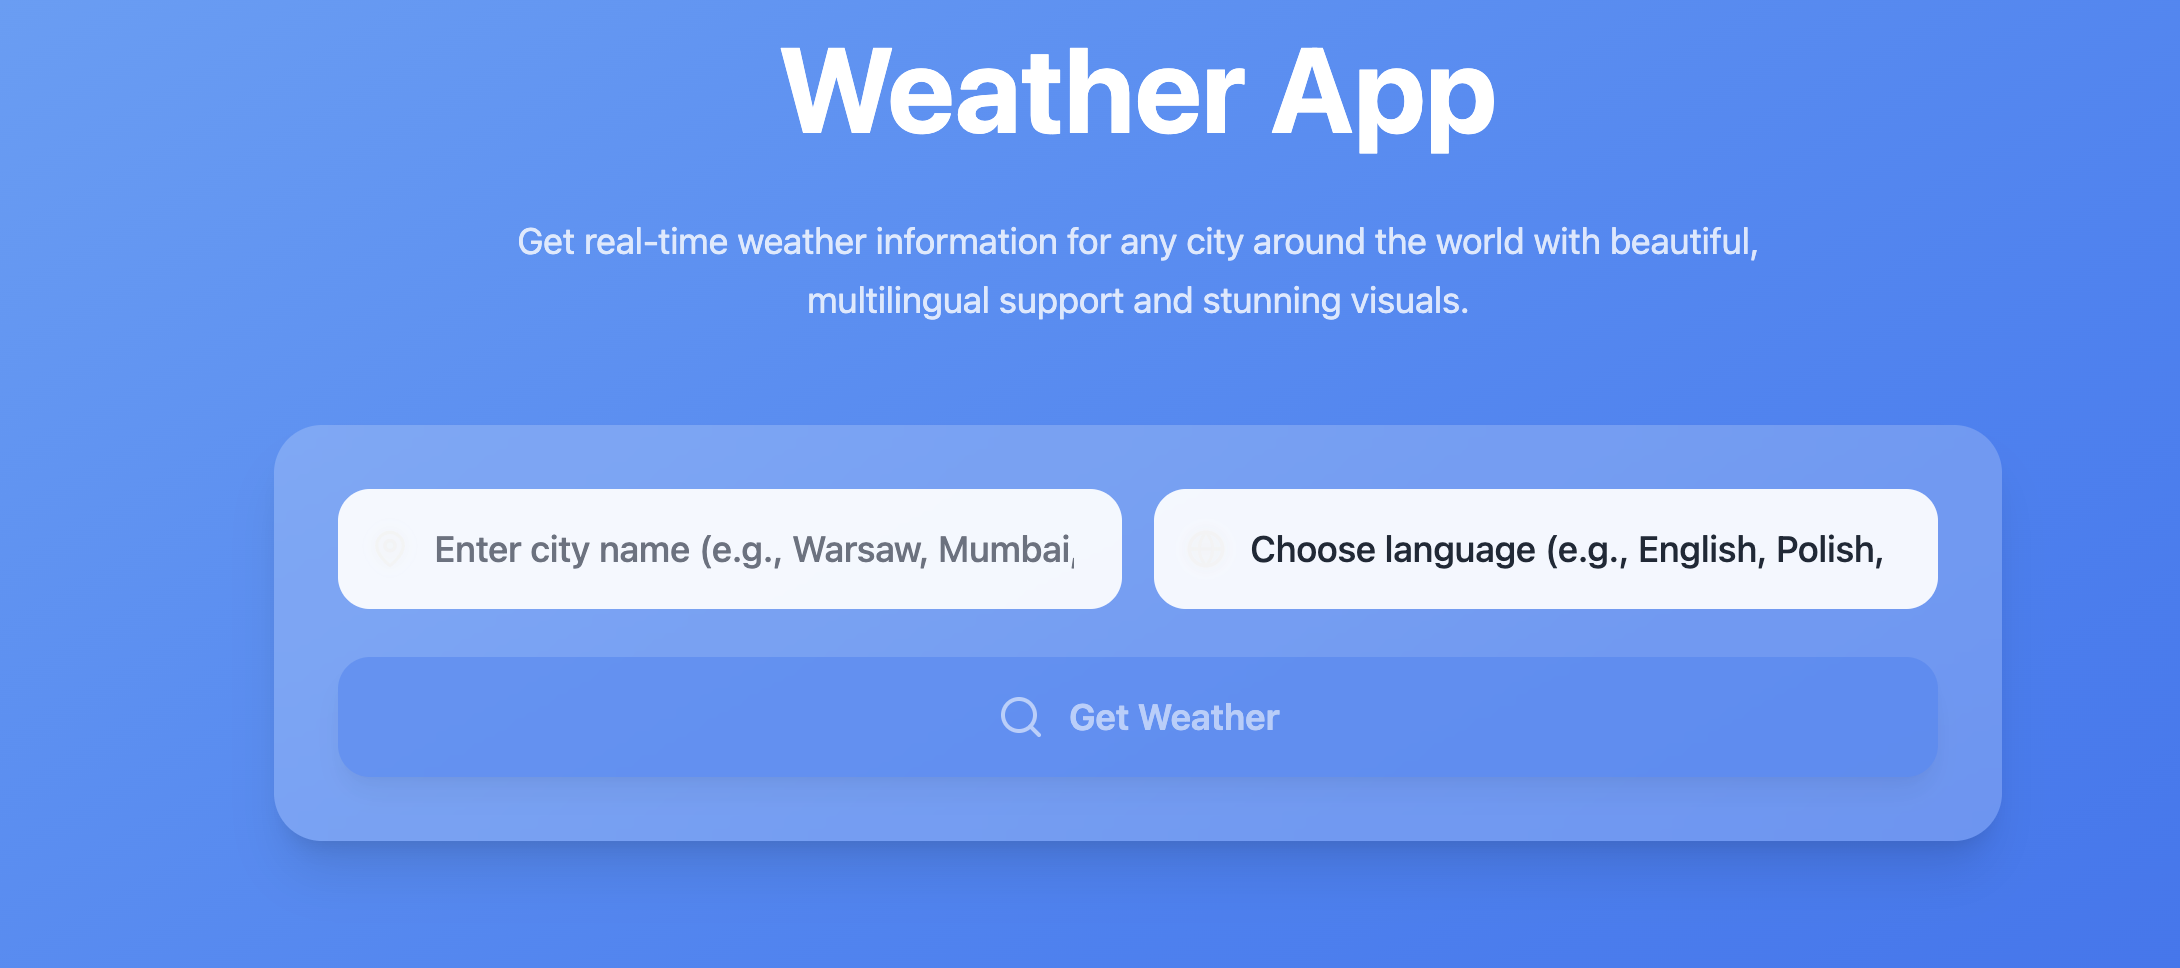 Weather App
Get real-time weather information for any city around the world with beautiful,
multilingual support and stunning visuals.
Enter city name (e.g., Warsaw, Mumbai,
Choose language (e.g., English, Polish,
Get Weather